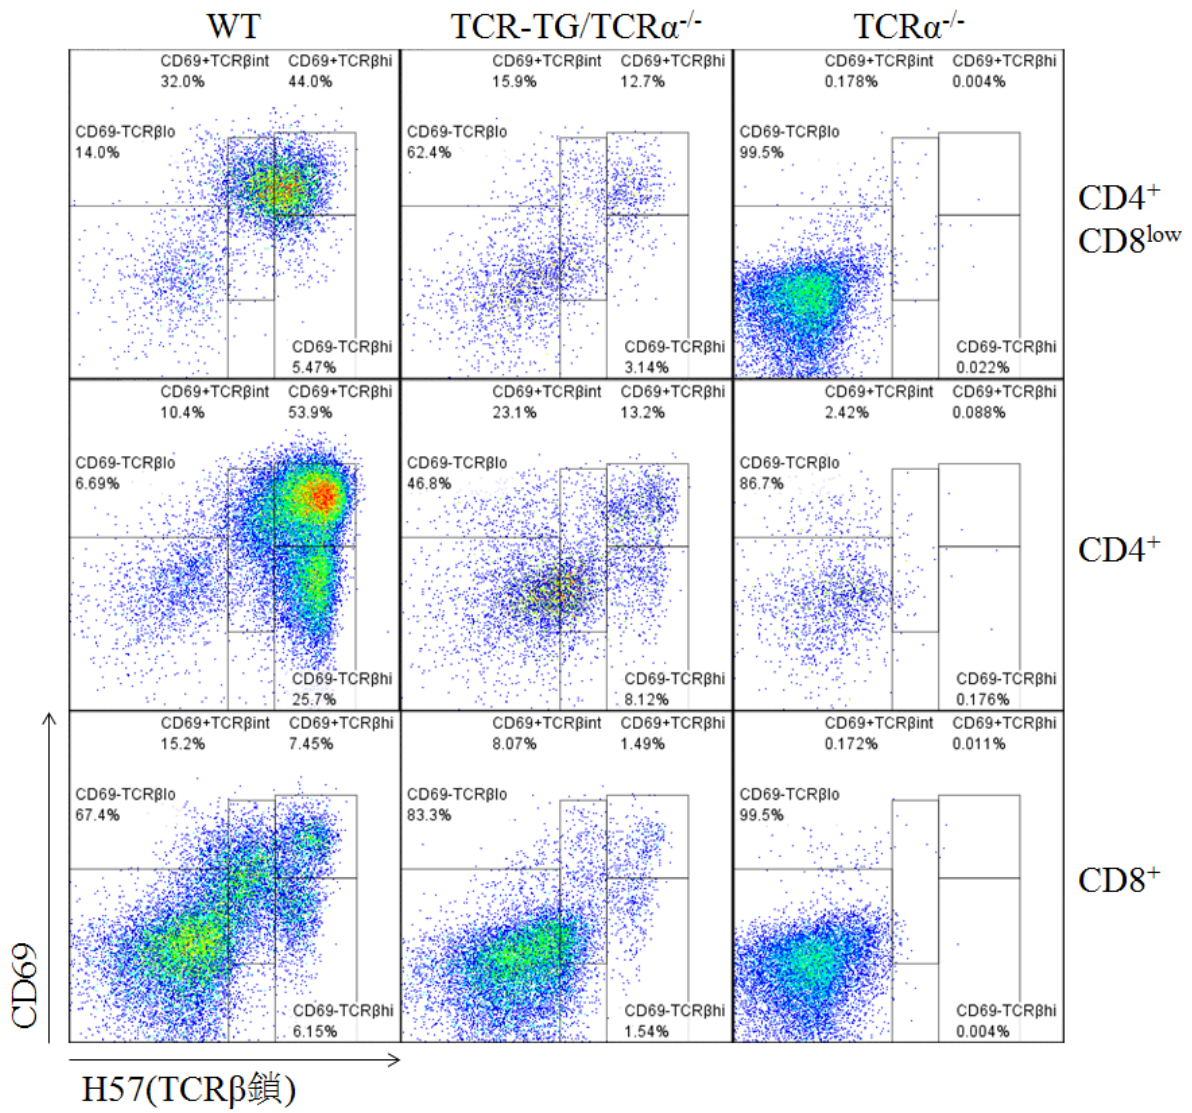 WT
TCR-TG/TCRα-/-
TCRα-/-
CD69+TCRβint
32.0%
CD69+TCRβhi
44.0%
CD69-TCRβlo
14.0%
CD69-TCRβhi
5.47%
CD69+TCRβint
15.9%
CD69+TCRβhi
12.7%
CD69-TCRβlo
62.4%
CD69-TCRβhi
3.14%
CD69+TCRβint
0.178%
CD69+TCRβhi
0.004%
CD69-TCRβlo
99.5%
CD69-TCRβhi
0.022%
CD4+
CD8low
CD69+TCRβint
10.4%
CD69+TCRβhi
53.9%
CD69-TCRβlo
6.69%
CD69-TCRβhi
25.7%
CD69+TCRβint
23.1%
CD69+TCRβhi
13.2%
CD69-TCRβlo
46.8%
CD69-TCRβhi
8.12%
CD69+TCRβint
2.42%
CD69+TCRβhi
0.088%
CD69-TCRβlo
86.7%
CD69-TCRβhi
0.176%
CD4+
CD69+TCRβint
15.2%
CD69+TCRβhi
7.45%
CD69-TCRβlo
67.4%
CD69-TCRβhi
6.15%
CD69+TCRβint
8.07%
CD69+TCRβhi
1.49%
CD69-TCRβlo
83.3%
CD69-TCRβhi
1.54%
CD69+TCRβint
0.172%
CD69+TCRβhi
0.011%
CD69-TCRβlo
99.5%
CD69-TCRβhi
0.004%
CD8+
CD69
H57(TCRβ鎖)